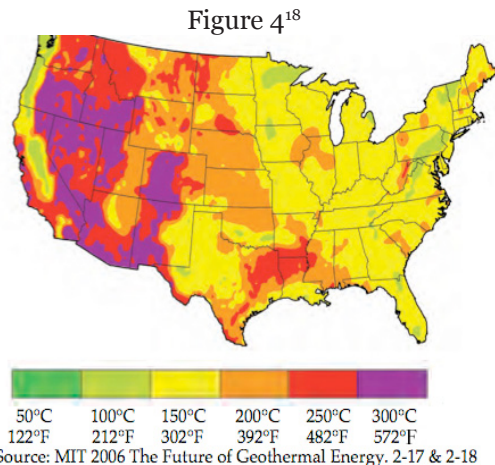 Figure 4¹⁸
50°C 100°C 150°C 200°C 250°C 300°C
122°F 212°F 302°F 392°F 482°F 572°F
Source: MIT 2006 The Future of Geothermal Energy. 2-17 & 2-18